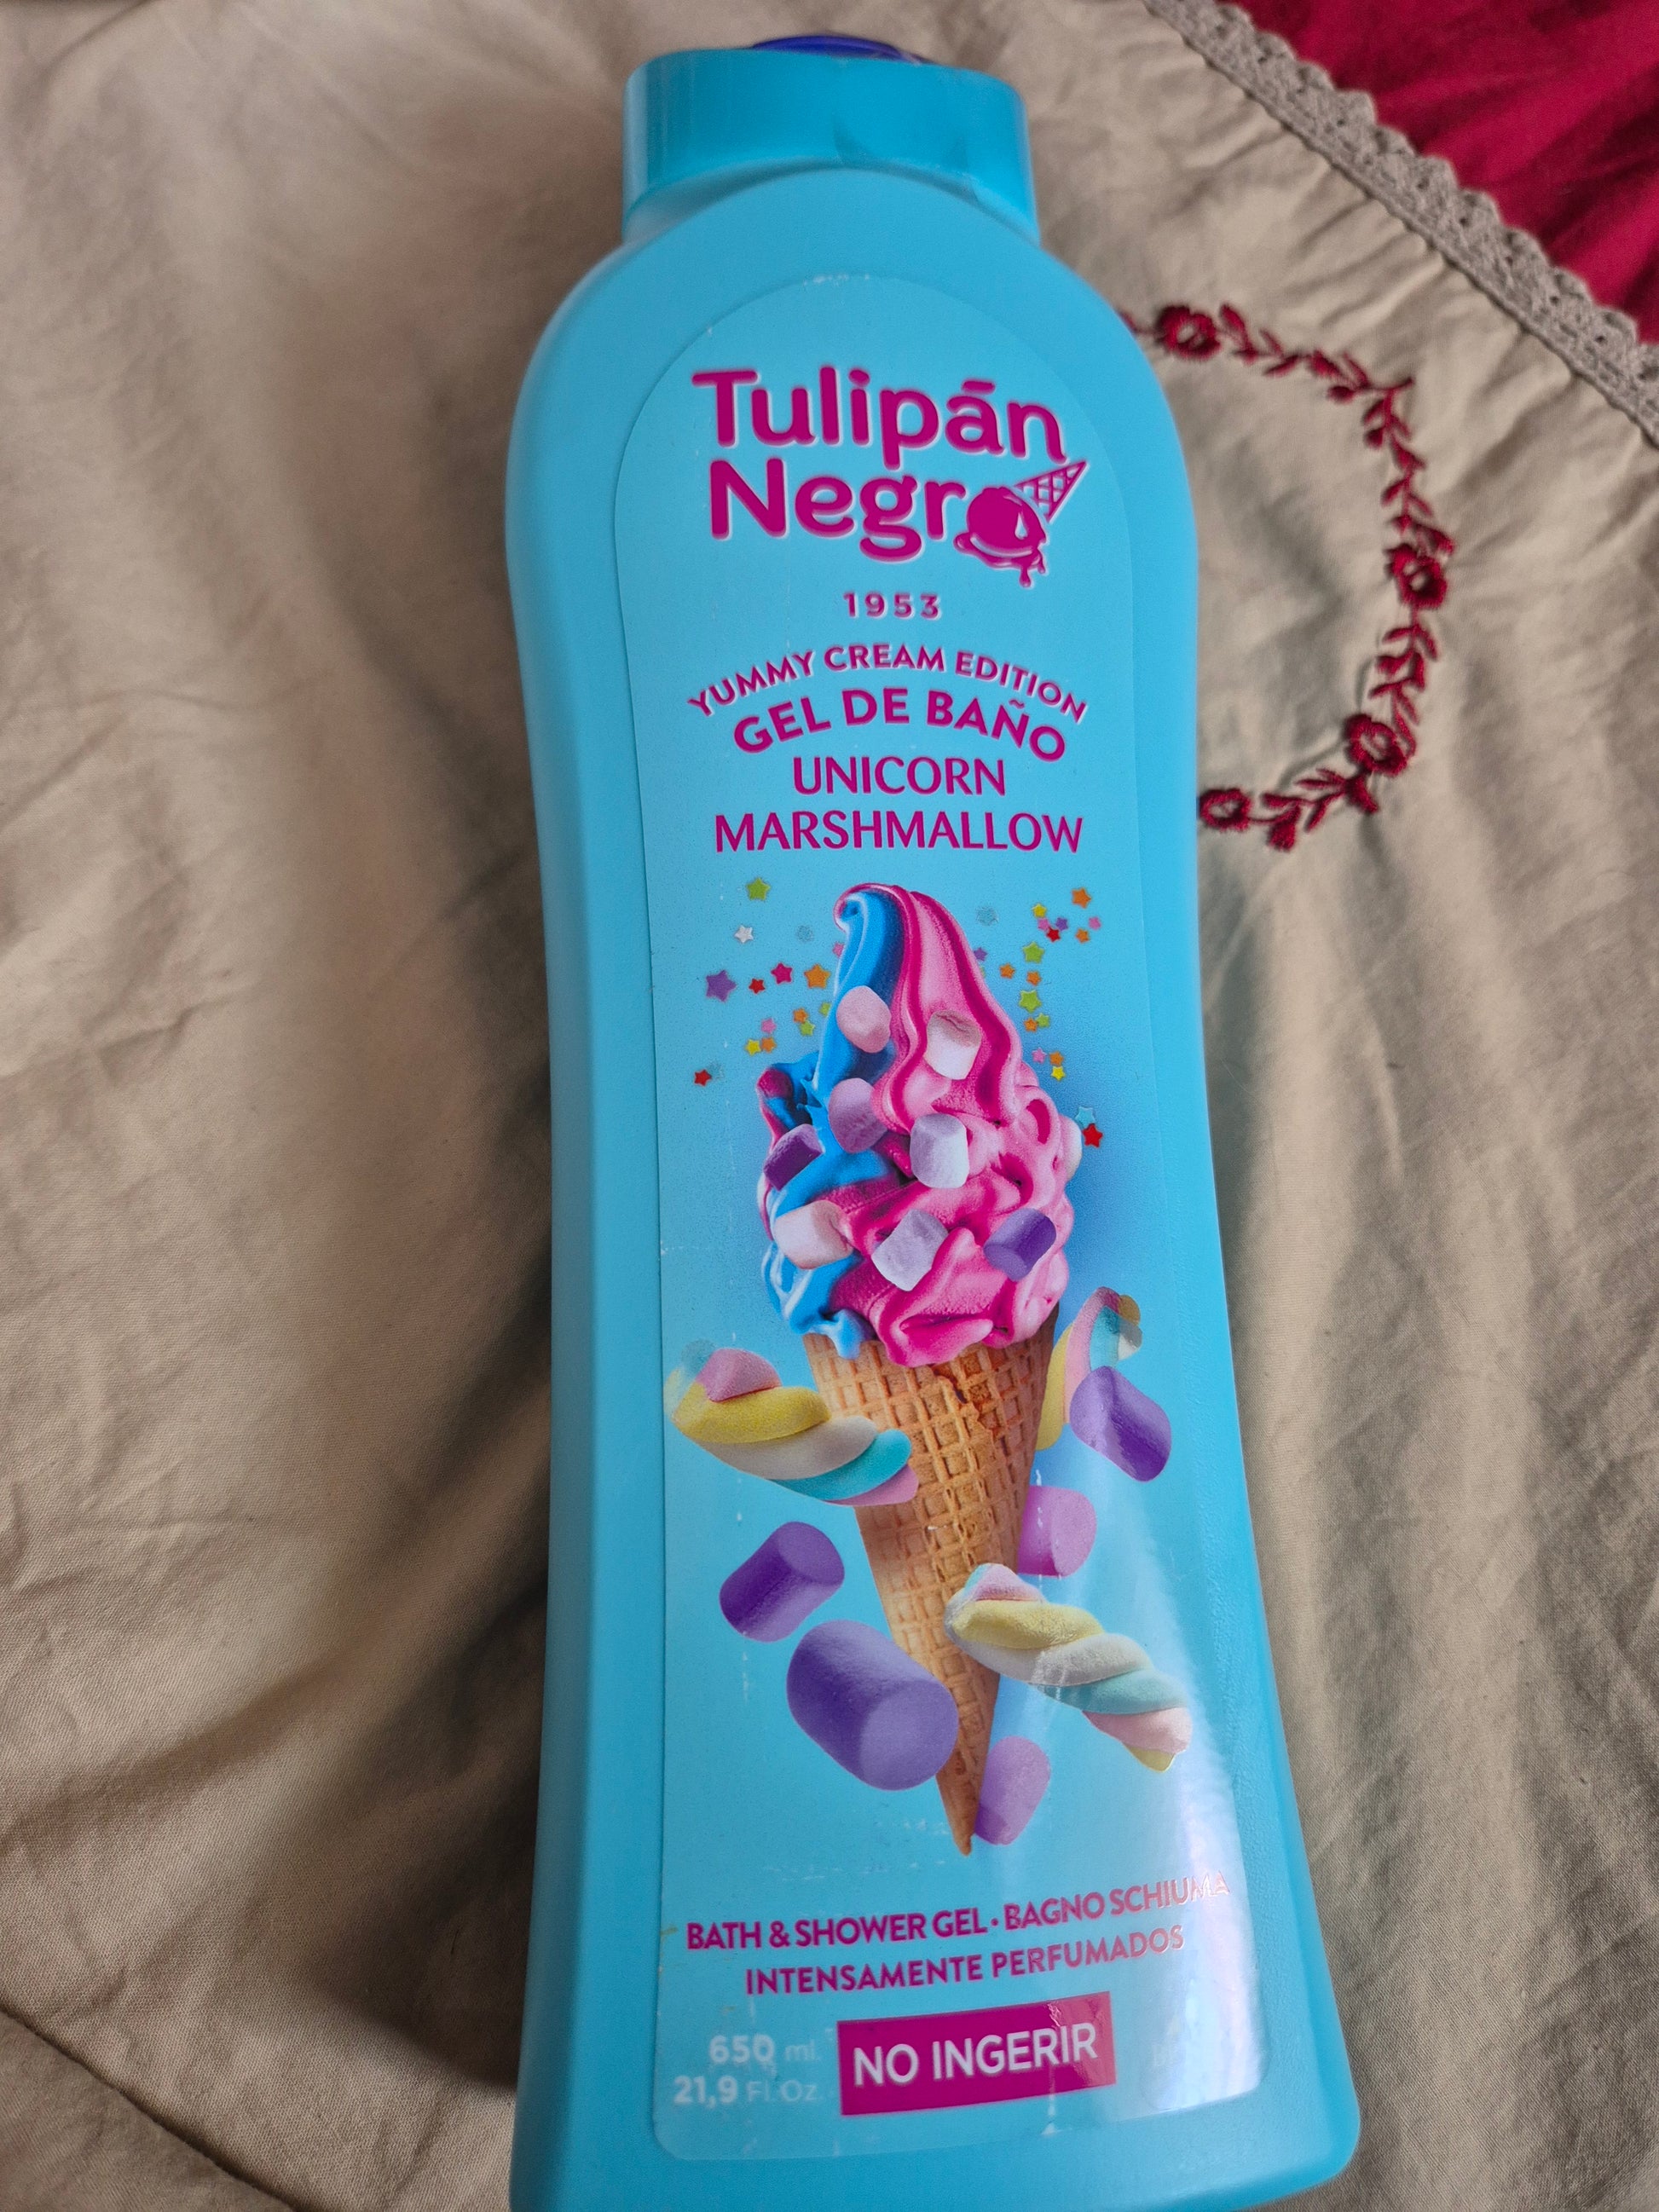 Tulipán
Negro
1953
YUMMY CREAM EDITION
GEL DE BAÑO
UNICORN
MARSHMALLOW
BATH & SHOWER GEL · BAGNO SCHIUMA
INTENSAMENTE PERFUMADOS
650 ml.
21,9 Fl.Oz.
NO INGERIR